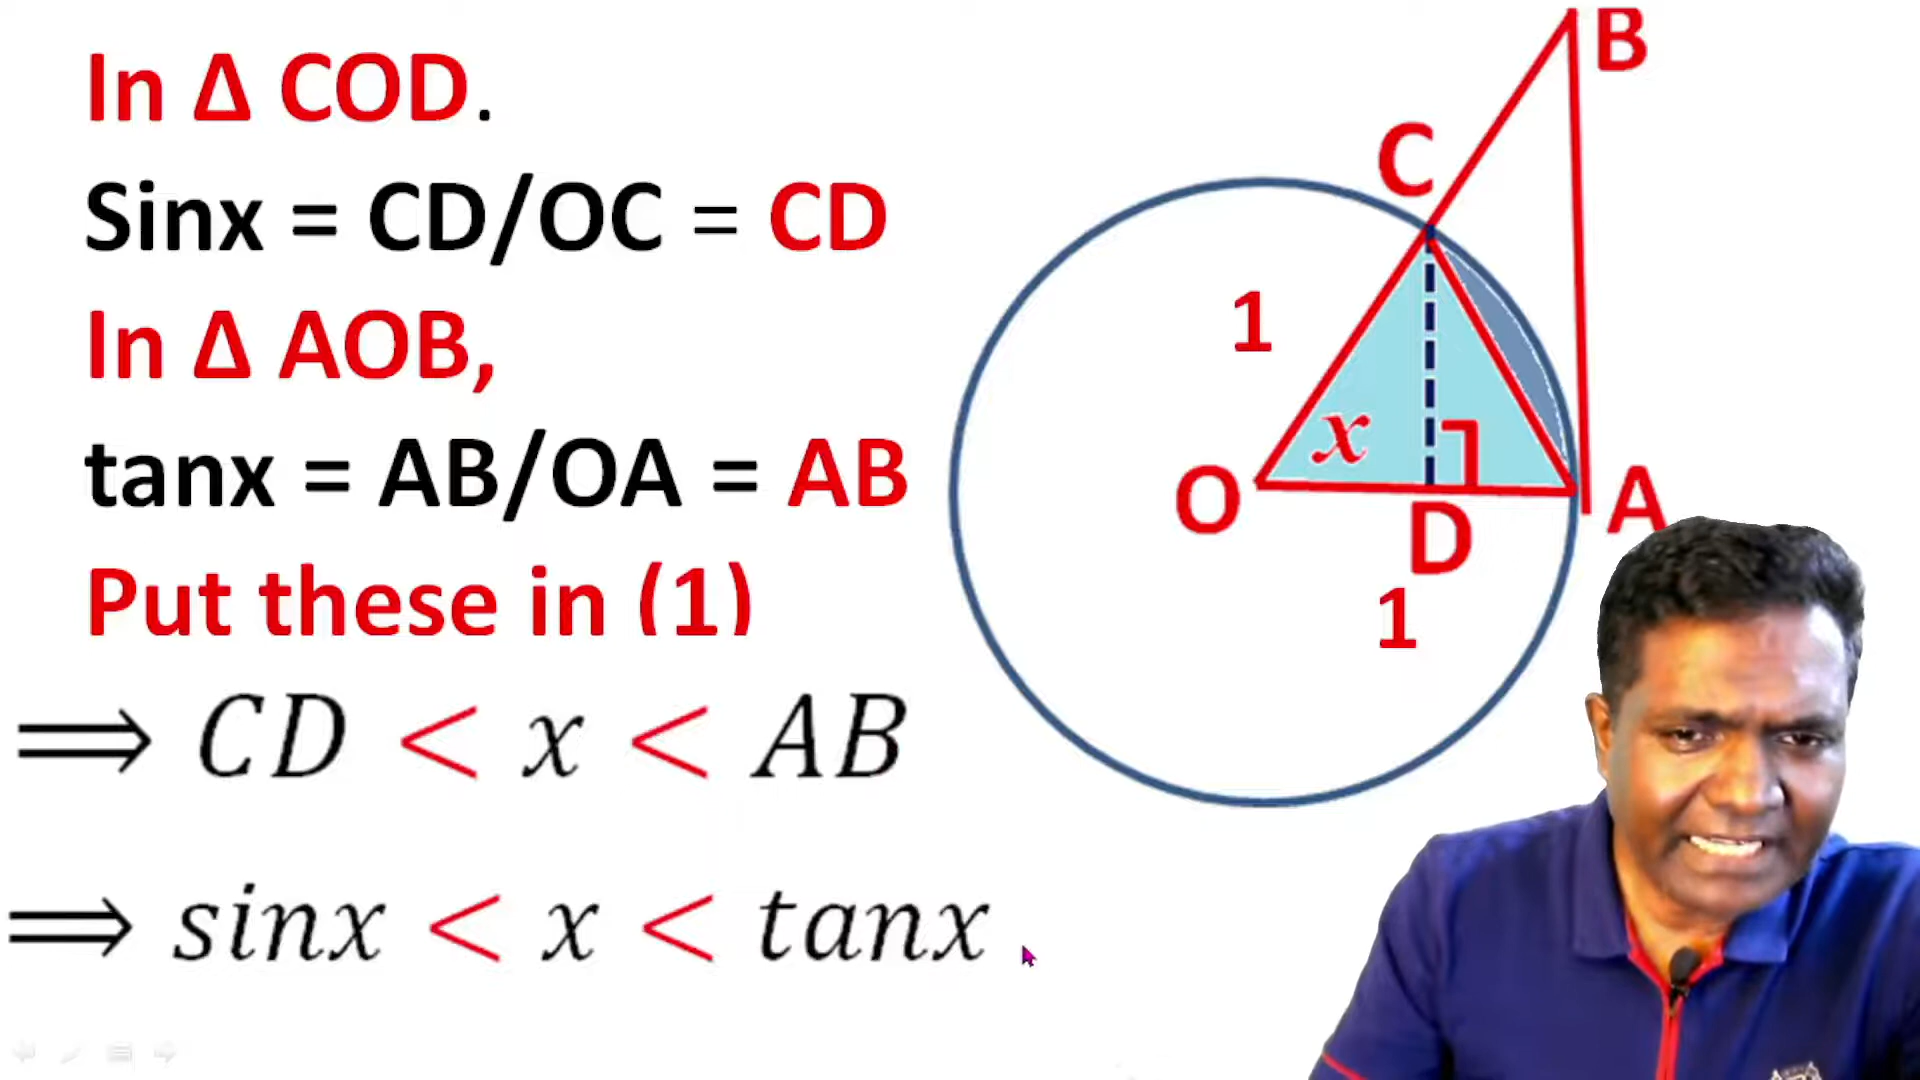 In Δ COD.
Sinx = CD/OC = CD
In Δ AOB,
tanx = AB/OA = AB
Put these in (1)
⟹ CD < x < AB
⟹ sinx < x < tanx
B
C
1
x
O
D
A
1